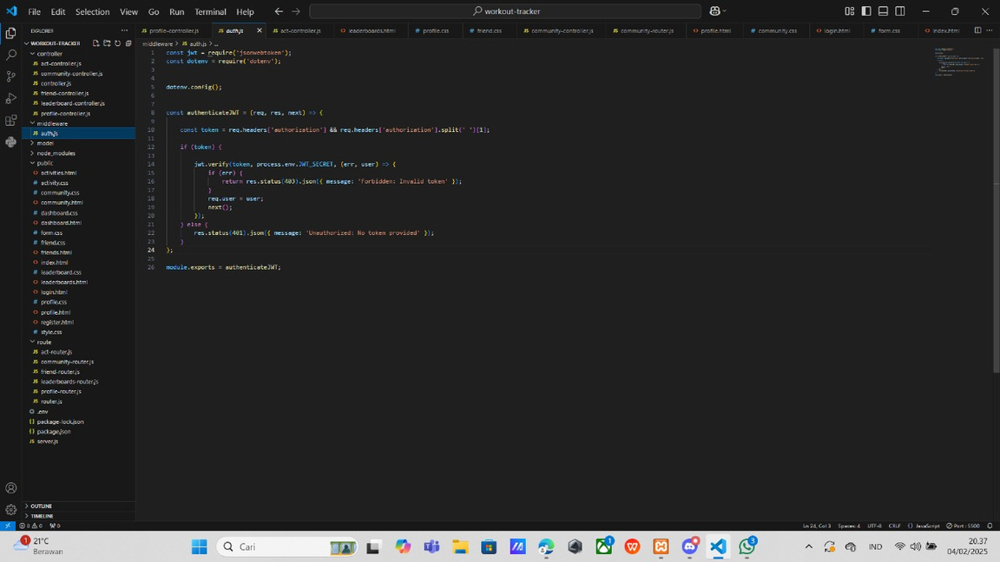 File Edit Selection View Go Run Terminal Help
workout-tracker
EXPLORER
WORKOUT-TRACKER
controller
act-controller.js
community-controller.js
controller.js
friend-controller.js
leaderboard-controller.js
profile-controller.js
middleware
auth.js
model
node_modules
public
activities.html
activity.css
community.css
community.html
dashboard.css
dashboard.html
form.css
friend.css
friends.html
index.html
leaderboard.css
leaderboards.html
login.html
profile.css
profile.html
register.html
style.css
route
act-router.js
community-router.js
friend-router.js
leaderboards-router.js
profile-router.js
router.js
.env
package-lock.json
package.json
server.js
OUTLINE
TIMELINE
profile-controller.js auth.js act-controller.js leaderboards.html profile.css friend.css community-controller.js community-router.js profile.html community.css login.html form.css index.html
middleware > auth.js > ...
1 const jwt = require('jsonwebtoken');
2 const dotenv = require('dotenv');
3
4
5 dotenv.config();
6
7
8 const authenticateJWT = (req, res, next) => {
9
10 const token = req.headers['authorization'] && req.headers['authorization'].split(' ')[1];
11
12 if (token) {
13
14 jwt.verify(token, process.env.JWT_SECRET, (err, user) => {
15 if (err) {
16 return res.status(403).json({ message: 'Forbidden: Invalid token' });
17 }
18 req.user = user;
19 next();
20 });
21 } else {
22 res.status(401).json({ message: 'Unauthorized: No token provided' });
23 }
24 };
25
26 module.exports = authenticateJWT;
0 0 0 Ln 24, Col 3 Spaces: 4 UTF-8 CRLF {} JavaScript Port : 5500
1 21°C
Berawan
Cari
1
3
IND
20.37
04/02/2025